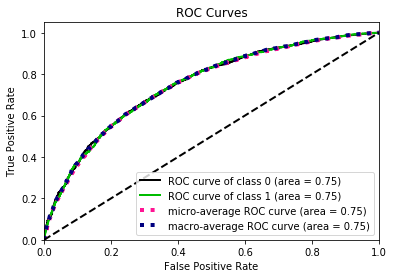 ROC Curves
True Positive Rate
1.0
0.8
0.6
0.4
0.2
0.0
ROC curve of class 0 (area = 0.75)
ROC curve of class 1 (area = 0.75)
micro-average ROC curve (area = 0.75)
macro-average ROC curve (area = 0.75)
0.0 0.2 0.4 0.6 0.8 1.0
False Positive Rate